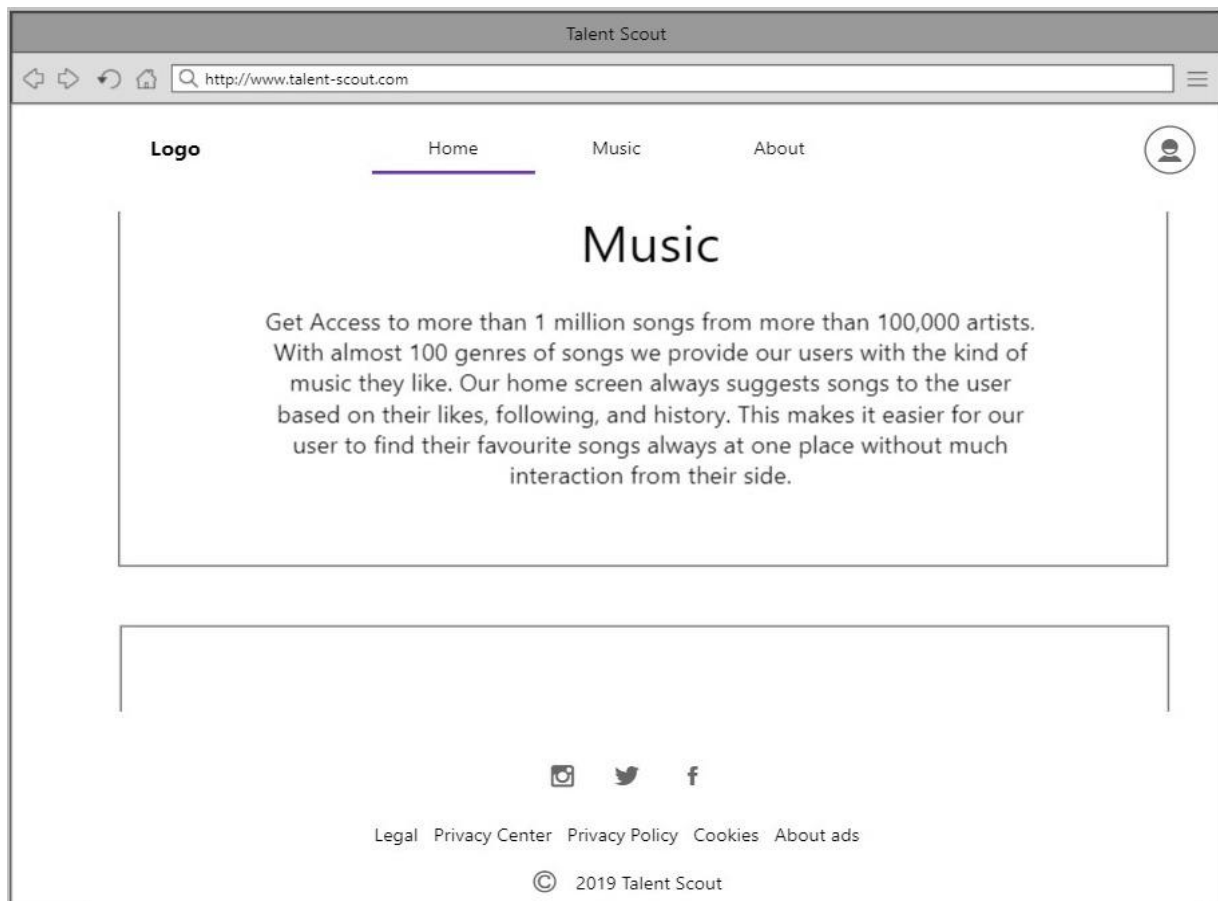 Talent Scout
http://www.talent-scout.com
Logo Home Music About
Music
Get Access to more than 1 million songs from more than 100,000 artists.
With almost 100 genres of songs we provide our users with the kind of
music they like. Our home screen always suggests songs to the user
based on their likes, following, and history. This makes it easier for our
user to find their favourite songs always at one place without much
interaction from their side.
Legal Privacy Center Privacy Policy Cookies About ads
© 2019 Talent Scout